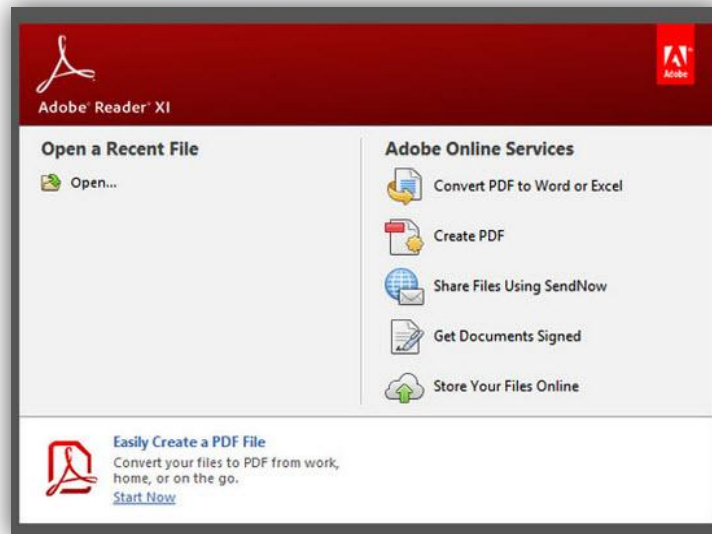 Adobe® Reader® XI
Adobe
Open a Recent File
Open...
Adobe Online Services
Convert PDF to Word or Excel
Create PDF
Share Files Using SendNow
Get Documents Signed
Store Your Files Online
Easily Create a PDF File
Convert your files to PDF from work,
home, or on the go.
Start Now